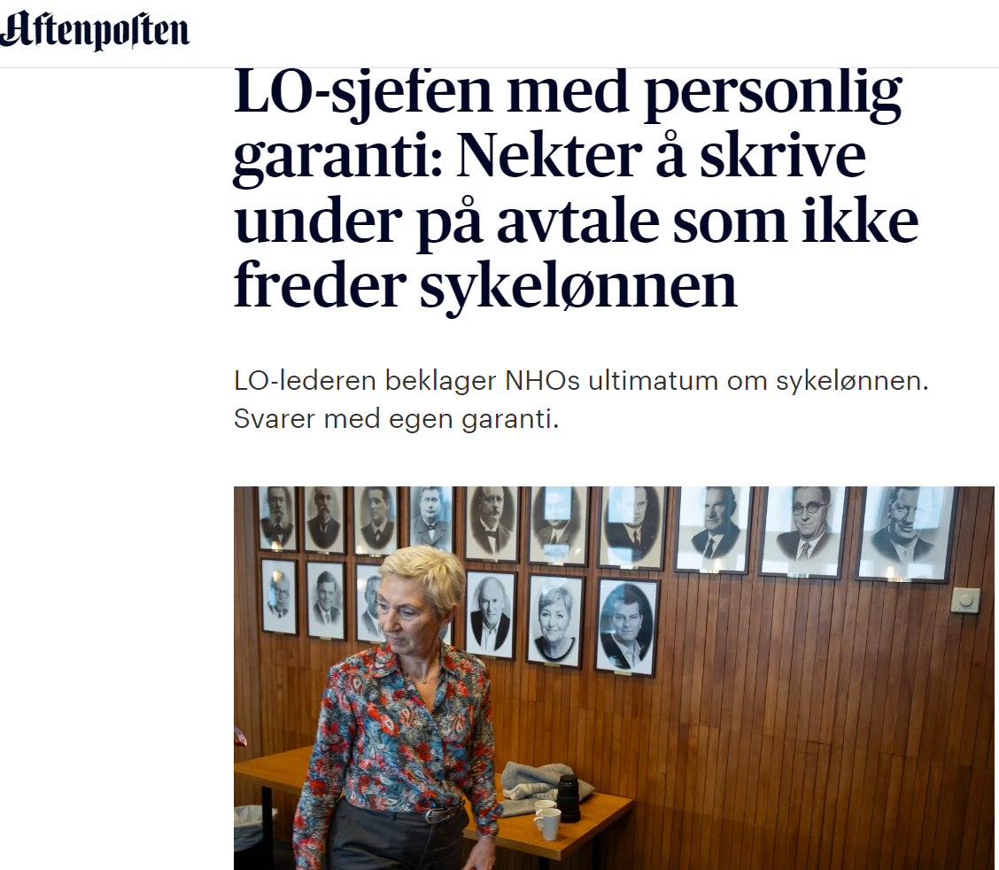 Aftenposten
LO-sjefen med personlig
garanti: Nekter å skrive
under på avtale som ikke
freder sykelønnen
LO-lederen beklager NHOs ultimatum om sykelønnen.
Svarer med egen garanti.